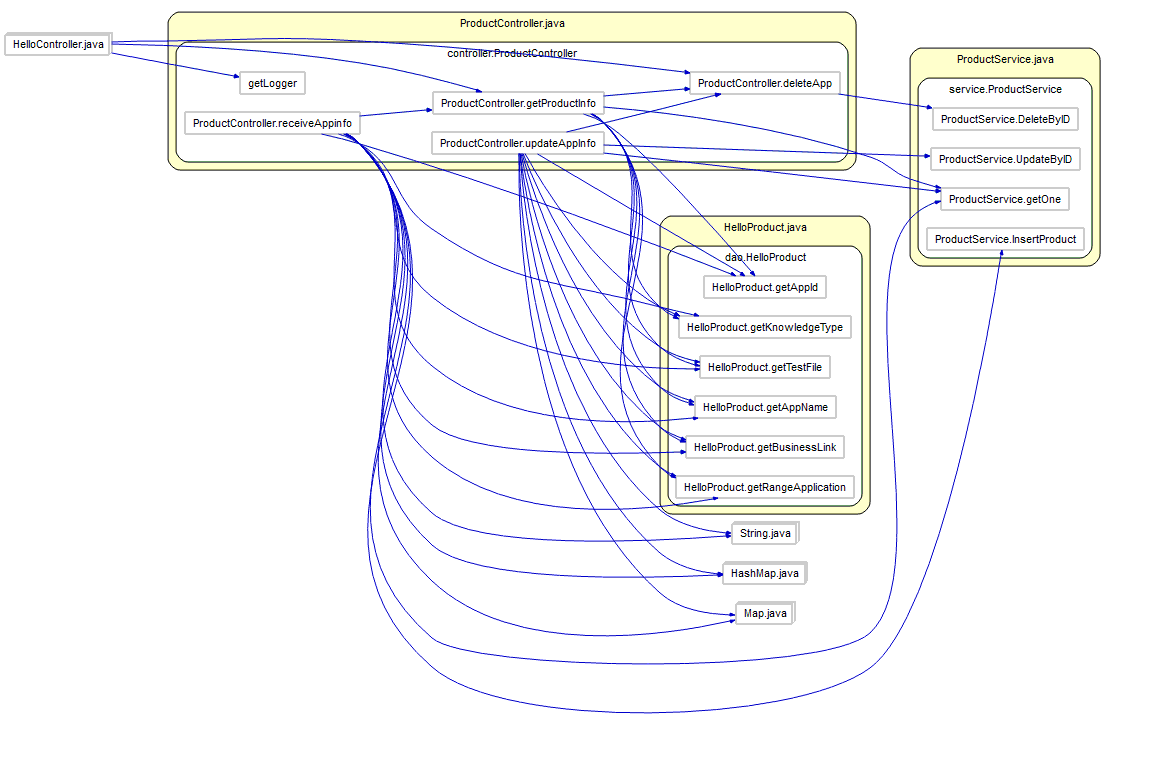 HelloController.java
ProductController.java
controller.ProductController
getLogger
ProductController.receiveAppinfo
ProductController.getProductInfo
ProductController.updateAppInfo
ProductController.deleteApp
ProductService.java
service.ProductService
ProductService.DeleteByID
ProductService.UpdateByID
ProductService.getOne
ProductService.InsertProduct
HelloProduct.java
dao.HelloProduct
HelloProduct.getAppId
HelloProduct.getKnowledgeType
HelloProduct.getTestFile
HelloProduct.getAppName
HelloProduct.getBusinessLink
HelloProduct.getRangeApplication
String.java
HashMap.java
Map.java